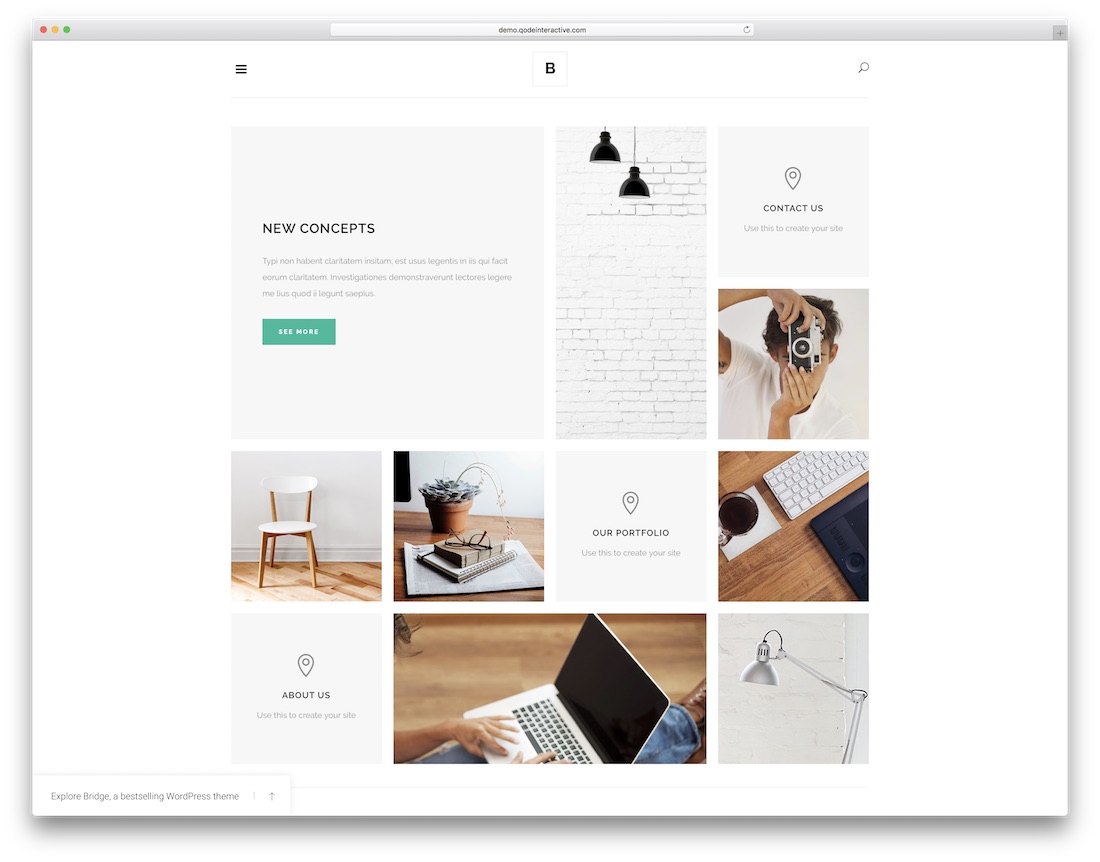 demo.qodeinteractive.com
B
NEW CONCEPTS
Typi non habent claritatem insitam; est usus legentis in iis qui facit
eorum claritatem. Investigationes demonstraverunt lectores legere
me lius quod ii legunt saepius.
SEE MORE
CONTACT US
Use this to create your site
OUR PORTFOLIO
Use this to create your site
ABOUT US
Use this to create your site
Explore Bridge, a bestselling WordPress theme